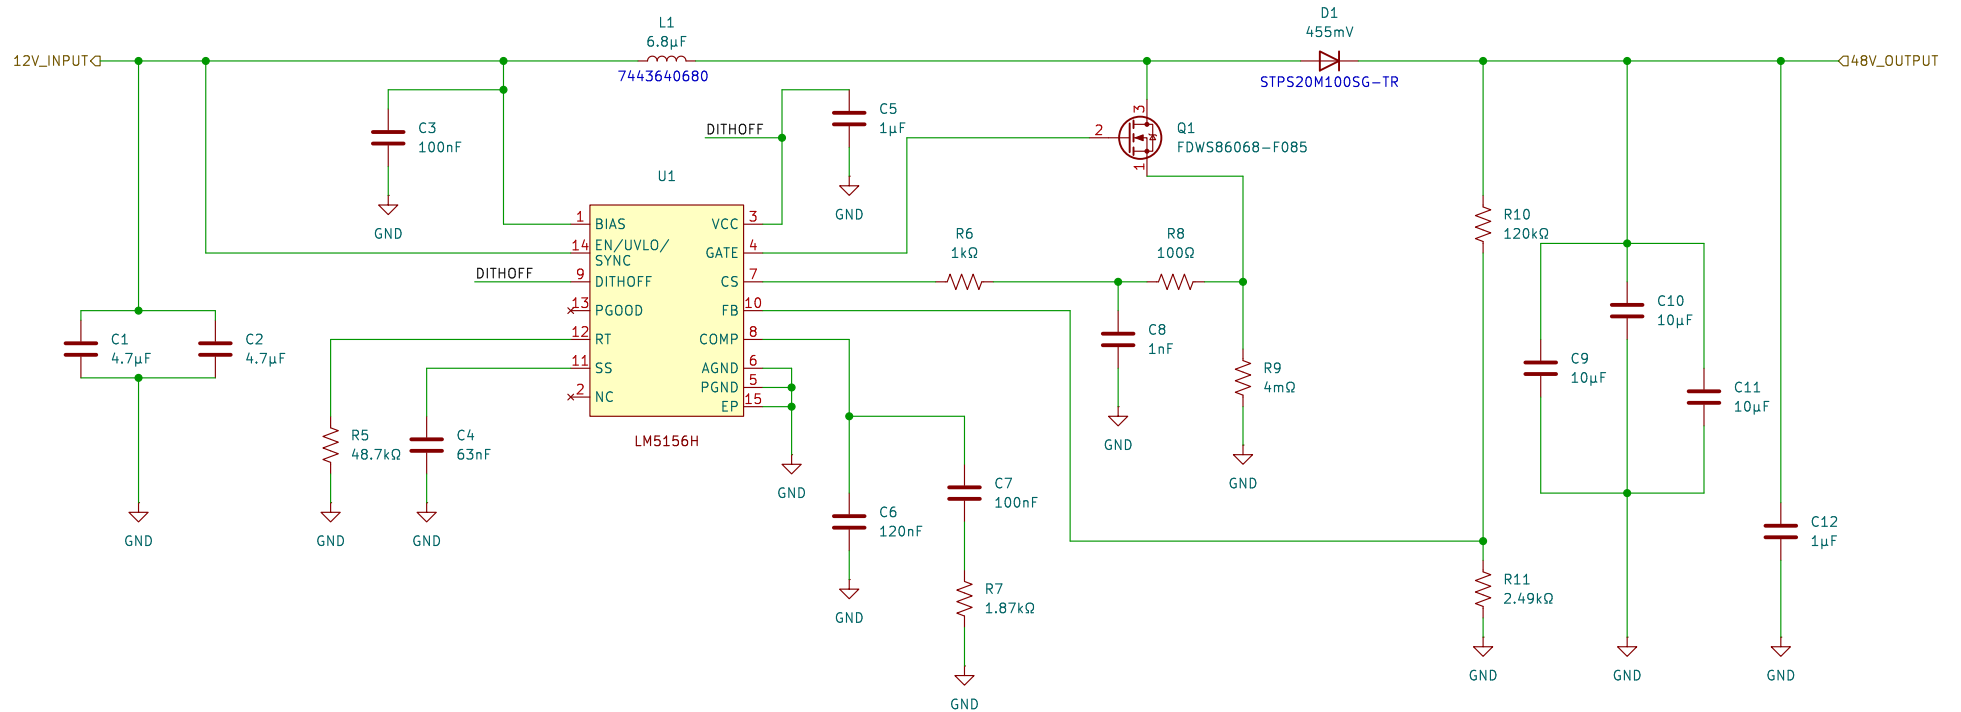 12V_INPUT
L1
6.8µF
7443640680
D1
455mV
STPS20M100SG-TR
48V_OUTPUT
C3
100nF
GND
DITHOFF
C5
1µF
GND
3
2
1
Q1
FDWS86068-F085
U1
1
BIAS
14
EN/UVLO/
SYNC
DITHOFF
9
DITHOFF
13
PGOOD
12
RT
11
SS
2
NC
VCC
3
GATE
4
CS
7
FB
10
COMP
8
AGND
6
PGND
5
EP
15
LM5156H
R6
1kΩ
R8
100Ω
C8
1nF
GND
R9
4mΩ
GND
R10
120kΩ
C1
4.7µF
C2
4.7µF
GND
R5
48.7kΩ
GND
C4
63nF
GND
GND
C6
120nF
GND
C7
100nF
R7
1.87kΩ
GND
C9
10µF
C10
10µF
C11
10µF
C12
1µF
R11
2.49kΩ
GND
GND
GND